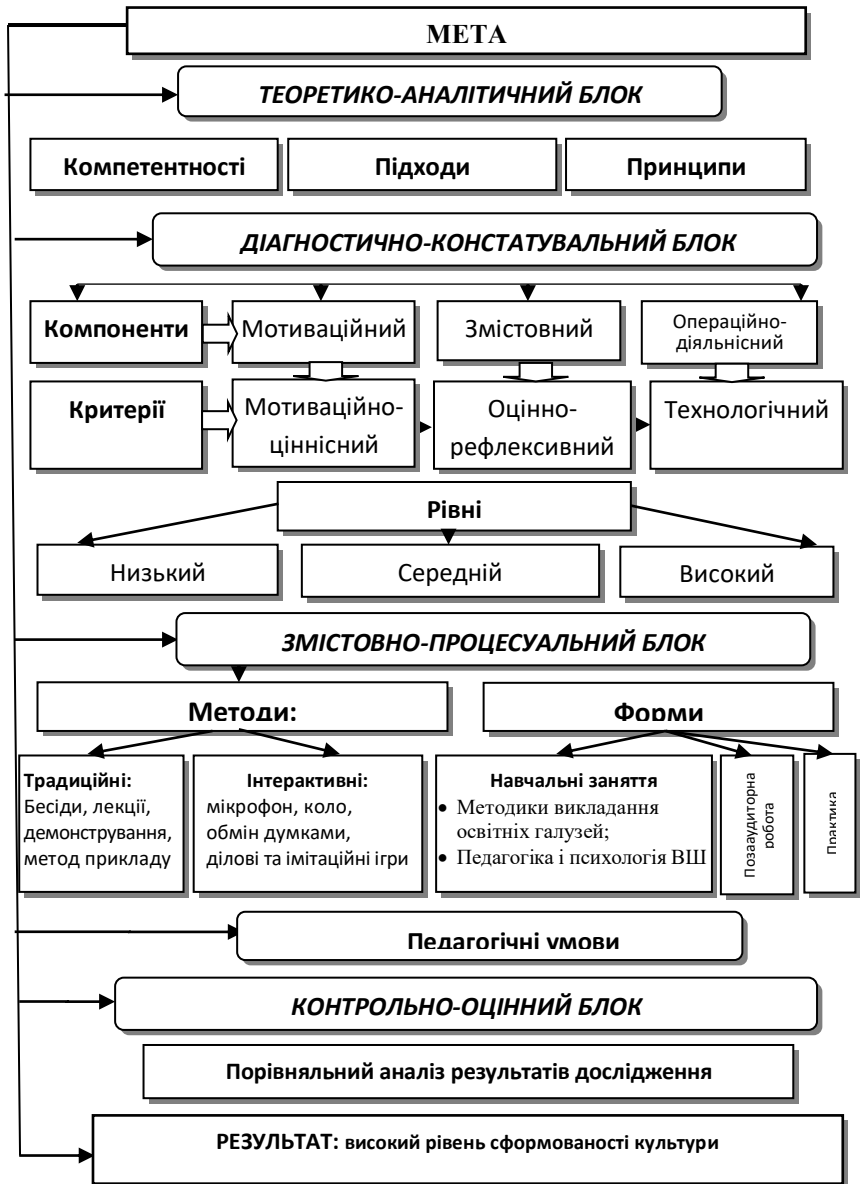 МЕТА
ТЕОРЕТИКО-АНАЛІТИЧНИЙ БЛОК
Компетентності
Підходи
Принципи
ДІАГНОСТИЧНО-КОНСТАТУВАЛЬНИЙ БЛОК
Компоненти
Мотиваційний
Змістовний
Операційно-
діяльнісний
Критерії
Мотиваційно-
ціннісний
Оцінно-
рефлексивний
Технологічний
Рівні
Низький
Середній
Високий
ЗМІСТОВНО-ПРОЦЕСУАЛЬНИЙ БЛОК
Методи:
Форми
Традиційні:
Бесіди, лекції,
демонстрування,
метод прикладу
Інтерактивні:
мікрофон, коло,
обмін думками,
ділові та імітаційні ігри
Навчальні заняття
• Методики викладання
освітніх галузей;
• Педагогіка і психологія ВШ
Позааудиторна
робота
Практика
Педагогічні умови
КОНТРОЛЬНО-ОЦІННИЙ БЛОК
Порівняльний аналіз результатів дослідження
РЕЗУЛЬТАТ: високий рівень сформованості культури